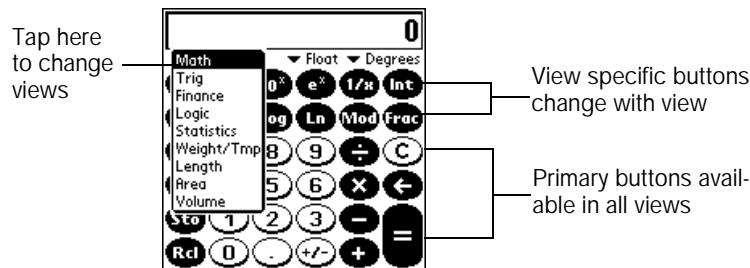 Tap here
to change
views
0
Math
Trig
Finance
Logic
Statistics
Weight/Tmp
Length
Area
Volume
Float Degrees
eˣ 1/x Int
Ln Mod Frac
8 9 ÷ C
5 6 × ←
Sto 1 2 3 − =
Rcl 0 . +/- +
View specific buttons
change with view
Primary buttons avail-
able in all views